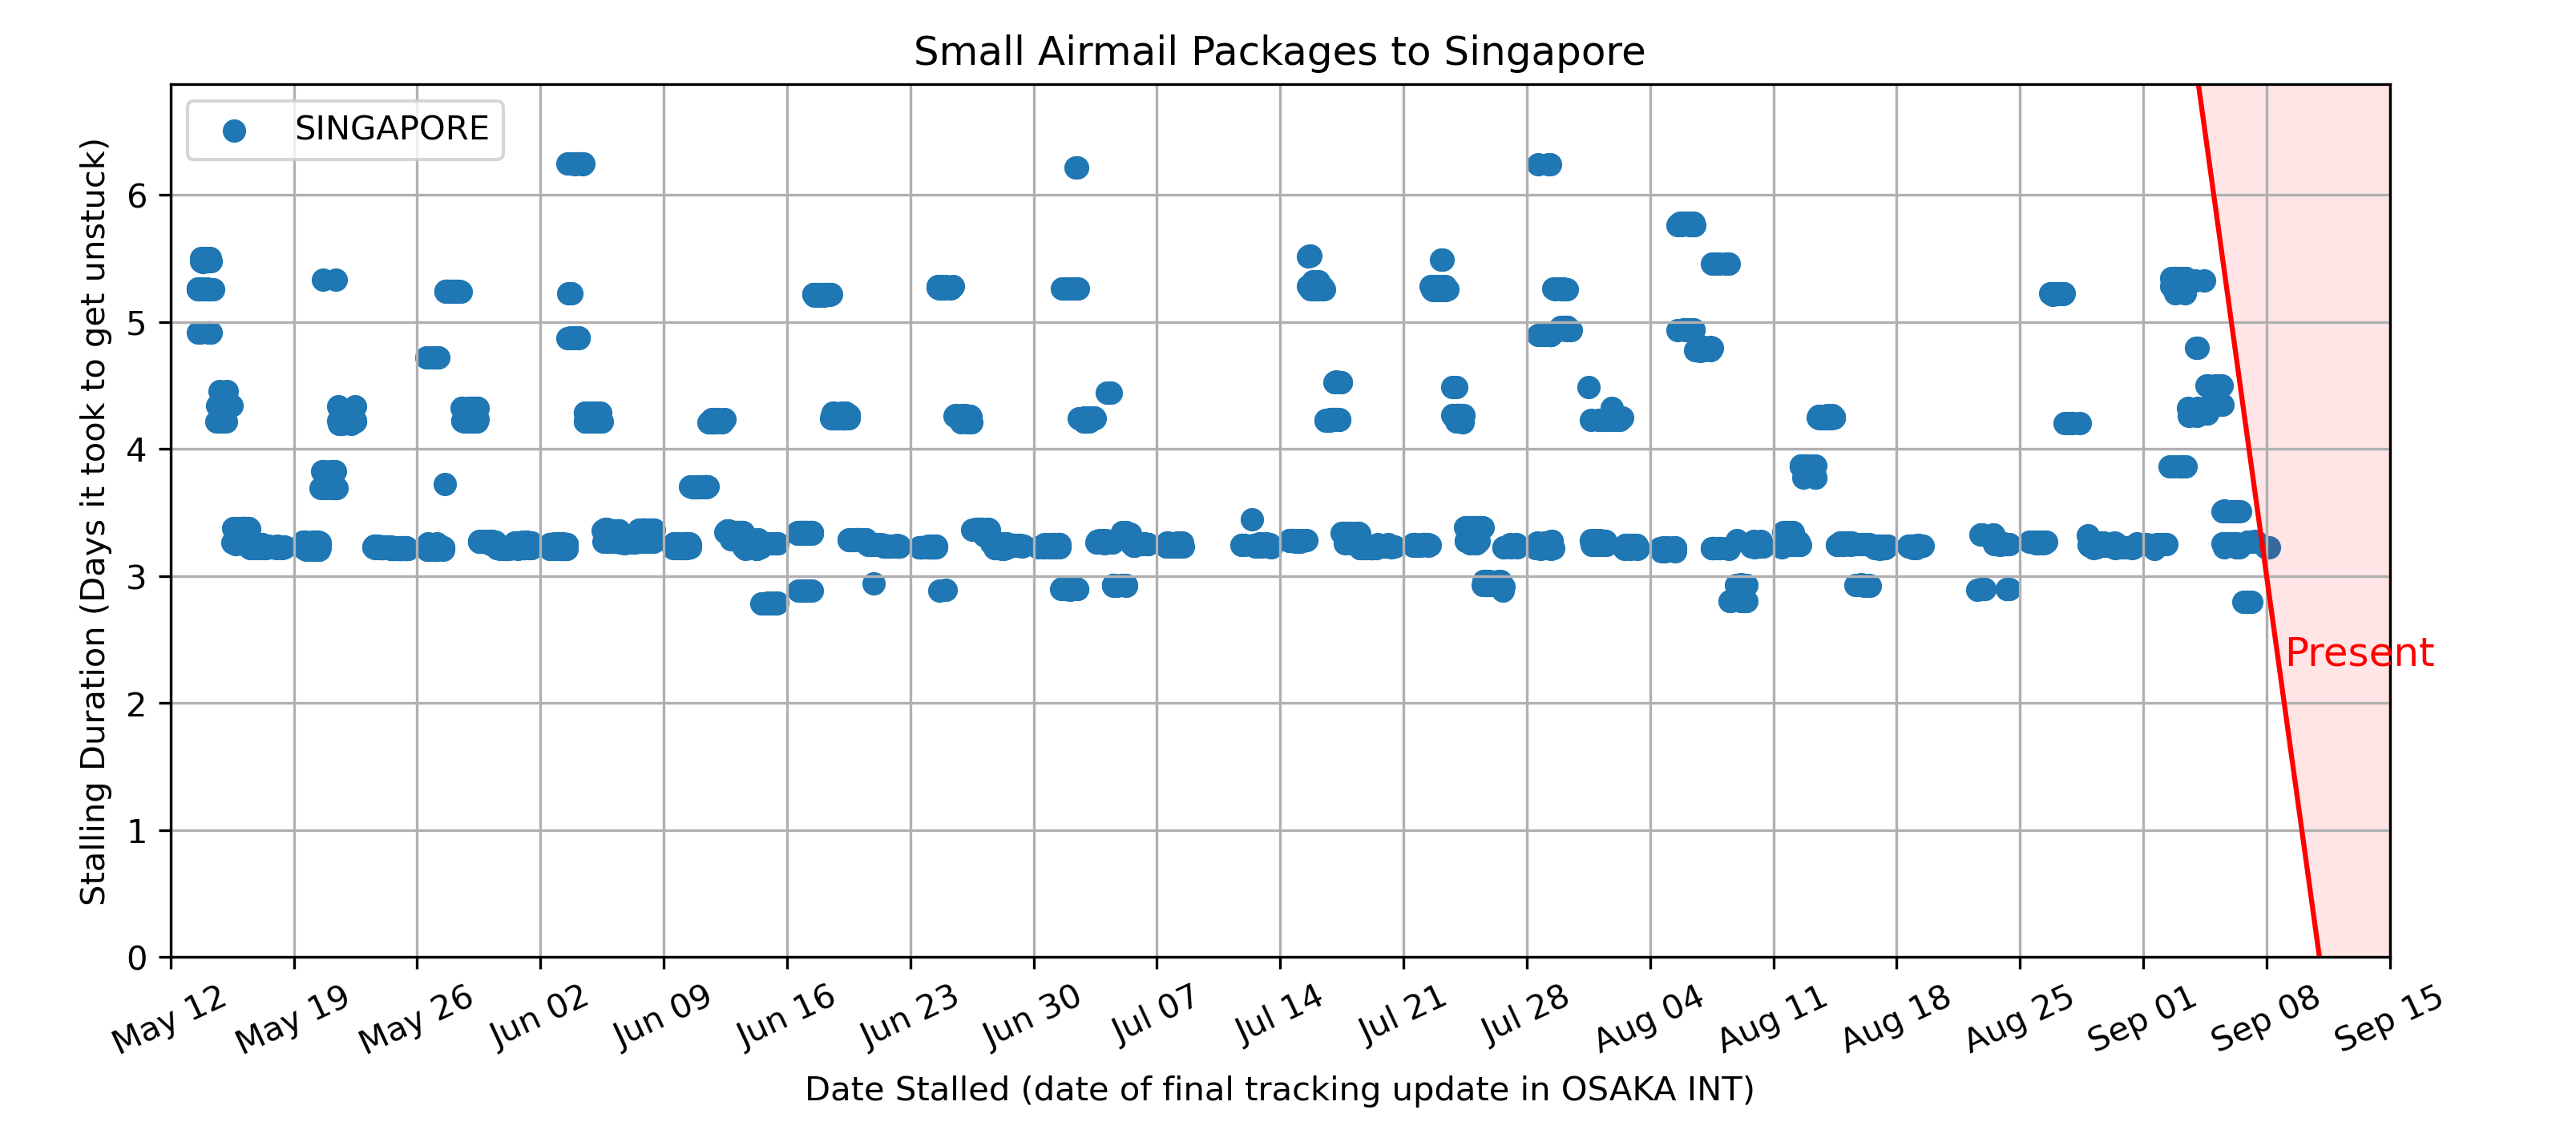 Small Airmail Packages to Singapore
SINGAPORE
Stalling Duration (Days it took to get unstuck)
6
5
4
3
2
1
0
Present
May 12
May 19
May 26
Jun 02
Jun 09
Jun 16
Jun 23
Jun 30
Jul 07
Jul 14
Jul 21
Jul 28
Aug 04
Aug 11
Aug 18
Aug 25
Sep 01
Sep 08
Sep 15
Date Stalled (date of final tracking update in OSAKA INT)